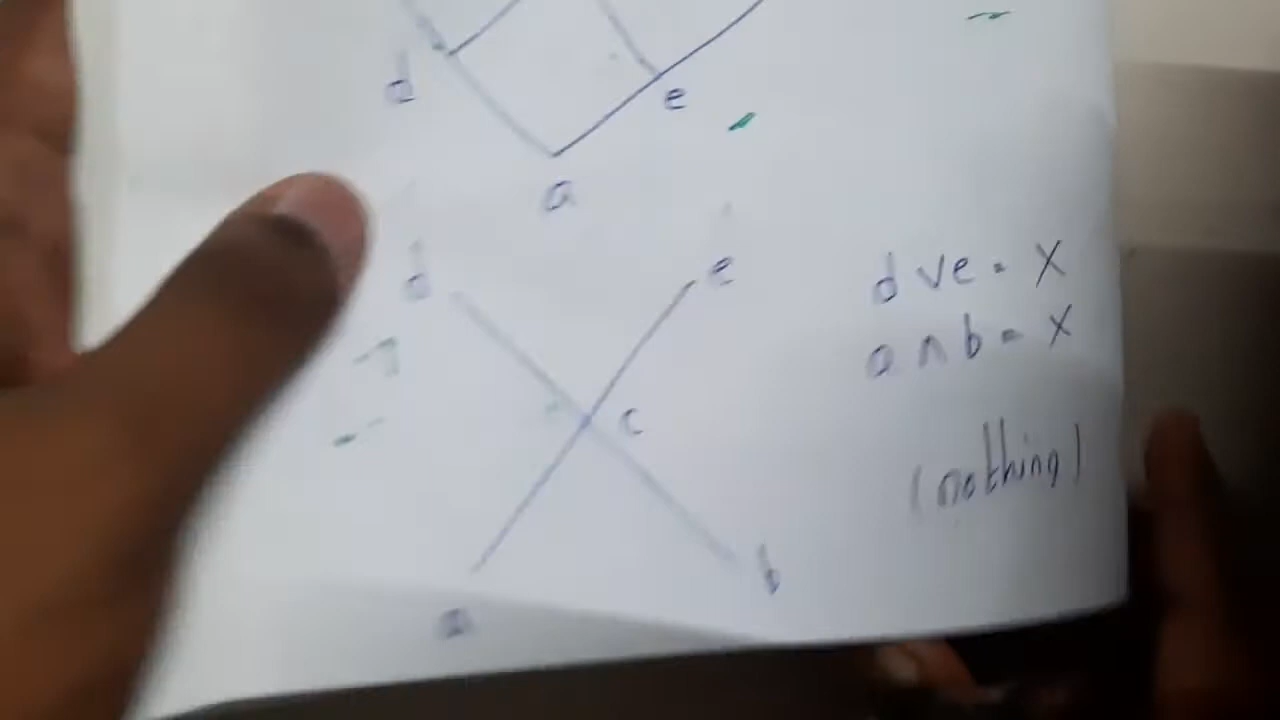 d
e
a
d
e
d v e = X
a ∧ b = X
c
(nothing)
b
a